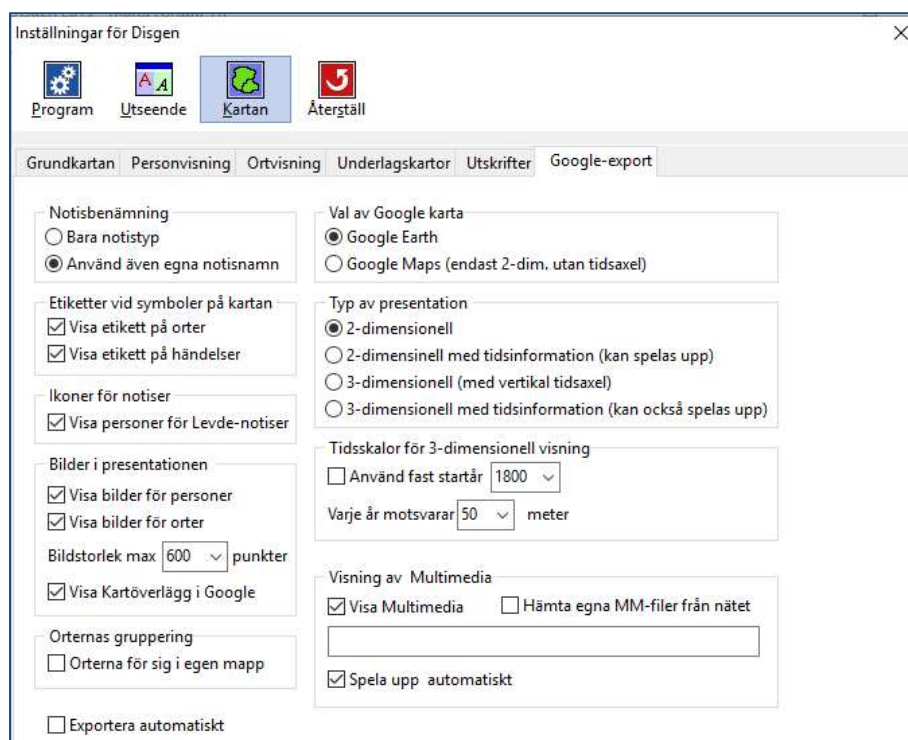 Inställningar för Disgen
Program Utseende Kartan Återställ
Grundkartan Personvisning Ortvisning Underlagskartor Utskrifter Google-export
Notisbenämning
Bara notistyp
Använd även egna notisnamn
Etiketter vid symboler på kartan
Visa etikett på orter
Visa etikett på händelser
Ikoner för notiser
Visa personer för Levde-notiser
Bilder i presentationen
Visa bilder för personer
Visa bilder för orter
Bildstorlek max 600 punkter
Visa Kartöverlägg i Google
Orternas gruppering
Orterna för sig i egen mapp
Exportera automatiskt
Val av Google karta
Google Earth
Google Maps (endast 2-dim. utan tidsaxel)
Typ av presentation
2-dimensionell
2-dimensinell med tidsinformation (kan spelas upp)
3-dimensionell (med vertikal tidsaxel)
3-dimensionell med tidsinformation (kan också spelas upp)
Tidsskalor för 3-dimensionell visning
Använd fast startår 1800
Varje år motsvarar 50 meter
Visning av Multimedia
Visa Multimedia Hämta egna MM-filer från nätet
Spela upp automatiskt